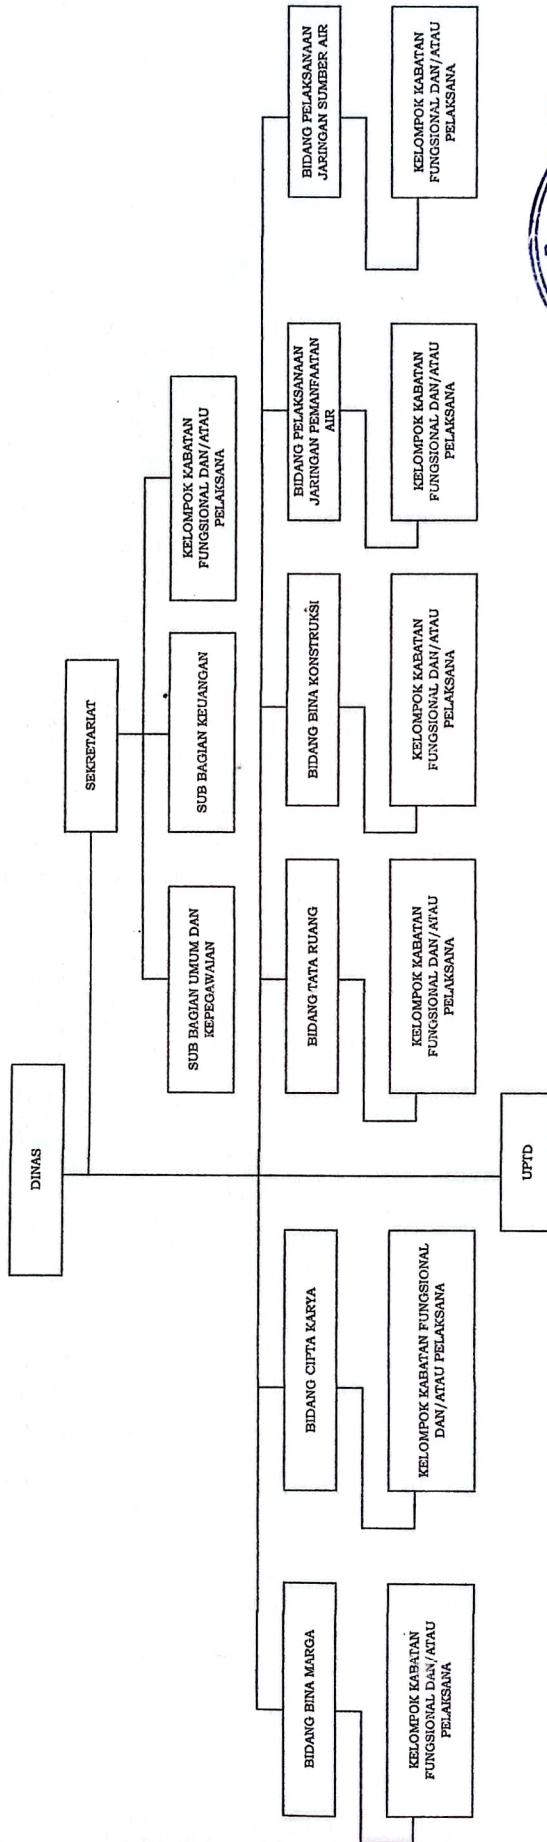 DINAS
SEKRETARIAT
SUB BAGIAN UMUM DAN
KEPEGAWAIAN
SUB BAGIAN KEUANGAN
KELOMPOK KABATAN
FUNGSIONAL DAN/ATAU
PELAKSANA
BIDANG BINA MARGA
BIDANG CIPTA KARYA
BIDANG TATA RUANG
BIDANG BINA KONSTRUKSI
BIDANG PELAKSANAAN
JARINGAN PEMANFAATAN
AIR
BIDANG PELAKSANAAN
JARINGAN SUMBER AIR
KELOMPOK KABATAN
FUNGSIONAL DAN/ATAU
PELAKSANA
KELOMPOK KABATAN FUNGSIONAL
DAN/ATAU PELAKSANA
KELOMPOK KABATAN
FUNGSIONAL DAN/ATAU
PELAKSANA
KELOMPOK KABATAN
FUNGSIONAL DAN/ATAU
PELAKSANA
KELOMPOK KABATAN
FUNGSIONAL DAN/ATAU
PELAKSANA
KELOMPOK KABATAN
FUNGSIONAL DAN/ATAU
PELAKSANA
UPTD